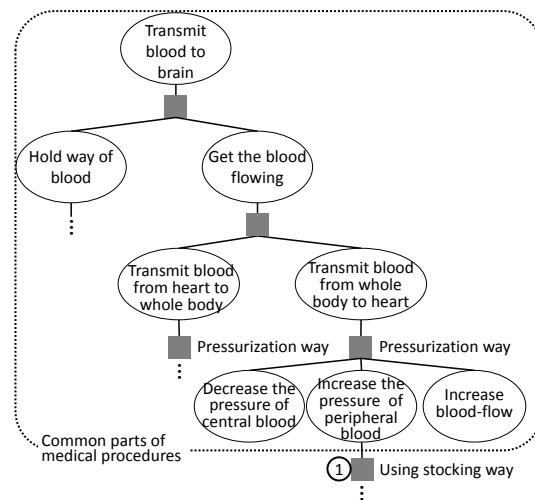 Transmit
blood to
brain
Hold way of
blood
Get the blood
flowing
⋮
Transmit blood
from heart to
whole body
Transmit blood
from whole
body to heart
Pressurization way
Pressurization way
⋮
Decrease the
pressure of
central blood
Increase the
pressure of
peripheral
blood
Increase
blood-flow
Common parts of
medical procedures
1 Using stocking way
⋮